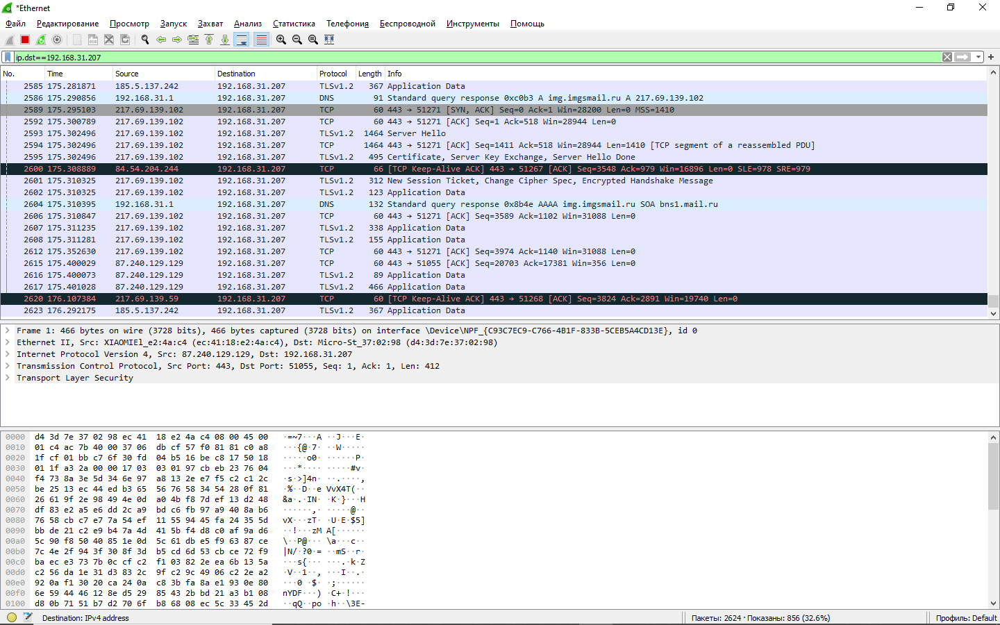 *Ethernet
Файл Редактирование Просмотр Запуск Захват Анализ Статистика Телефония Беспроводной Инструменты Помощь
ip.dst==192.168.31.207
No. Time Source Destination Protocol Length Info
2585 175.281871 185.5.137.242 192.168.31.207 TLSv1.2 367 Application Data
2586 175.290856 192.168.31.1 192.168.31.207 DNS 91 Standard query response 0xc0b3 A img.imgsmail.ru A 217.69.139.102
2589 175.295103 217.69.139.102 192.168.31.207 TCP 60 443 → 51271 [SYN, ACK] Seq=0 Ack=1 Win=28200 Len=0 MSS=1410
2592 175.300789 217.69.139.102 192.168.31.207 TCP 60 443 → 51271 [ACK] Seq=1 Ack=518 Win=28944 Len=0
2593 175.302496 217.69.139.102 192.168.31.207 TLSv1.2 1464 Server Hello
2594 175.302496 217.69.139.102 192.168.31.207 TCP 1464 443 → 51271 [ACK] Seq=1411 Ack=518 Win=28944 Len=1410 [TCP segment of a reassembled PDU]
2595 175.302496 217.69.139.102 192.168.31.207 TLSv1.2 495 Certificate, Server Key Exchange, Server Hello Done
2600 175.308889 84.54.204.244 192.168.31.207 TCP 66 [TCP Keep-Alive ACK] 443 → 51267 [ACK] Seq=3548 Ack=979 Win=16896 Len=0 SLE=978 SRE=979
2601 175.310325 217.69.139.102 192.168.31.207 TLSv1.2 312 New Session Ticket, Change Cipher Spec, Encrypted Handshake Message
2602 175.310325 217.69.139.102 192.168.31.207 TLSv1.2 123 Application Data
2604 175.310395 192.168.31.1 192.168.31.207 DNS 132 Standard query response 0x8b4e AAAA img.imgsmail.ru SOA bns1.mail.ru
2606 175.310847 217.69.139.102 192.168.31.207 TCP 60 443 → 51271 [ACK] Seq=3589 Ack=1102 Win=31088 Len=0
2607 175.311235 217.69.139.102 192.168.31.207 TLSv1.2 338 Application Data
2608 175.311281 217.69.139.102 192.168.31.207 TLSv1.2 155 Application Data
2612 175.352630 217.69.139.102 192.168.31.207 TCP 60 443 → 51271 [ACK] Seq=3974 Ack=1140 Win=31088 Len=0
2615 175.400029 87.240.129.129 192.168.31.207 TCP 60 443 → 51055 [ACK] Seq=20703 Ack=17381 Win=356 Len=0
2616 175.400073 87.240.129.129 192.168.31.207 TLSv1.2 89 Application Data
2617 175.401028 87.240.129.129 192.168.31.207 TLSv1.2 466 Application Data
2620 176.107384 217.69.139.59 192.168.31.207 TCP 60 [TCP Keep-Alive ACK] 443 → 51268 [ACK] Seq=3824 Ack=2891 Win=19740 Len=0
2623 176.292175 185.5.137.242 192.168.31.207 TLSv1.2 367 Application Data
Frame 1: 466 bytes on wire (3728 bits), 466 bytes captured (3728 bits) on interface \Device\NPF_{C93C7EC9-C766-4B1F-833B-5CEB5A4CD13E}, id 0
Ethernet II, Src: XIAOMIEl_e2:4a:c4 (ec:41:18:e2:4a:c4), Dst: Micro-St_37:02:98 (d4:3d:7e:37:02:98)
Internet Protocol Version 4, Src: 87.240.129.129, Dst: 192.168.31.207
Transmission Control Protocol, Src Port: 443, Dst Port: 51055, Seq: 1, Ack: 1, Len: 412
Transport Layer Security
0000 d4 3d 7e 37 02 98 ec 41 18 e2 4a c4 08 00 45 00 ·=~7···A ··J···E·
0010 01 c4 ac 7b 40 00 37 06 db cf 57 f0 81 81 c0 a8 ···{@·7· ··W·····
0020 1f cf 01 bb c7 6f 30 fd 04 b5 16 be c8 17 50 18 ·····o0· ······P·
0030 01 1f a3 2a 00 00 17 03 03 01 97 cb eb 23 76 04 ···*···· ·····#v·
0040 f4 73 8a 3e 5d 34 6e 97 a8 13 2e e7 f5 c2 c1 2c ·s·>]4n· ··.····,
0050 be 25 13 ec 44 ed b3 65 56 76 58 34 54 28 0f 81 ·%··D··e VvX4T(··
0060 26 61 9f 2e 98 49 4e 0d a0 4b f8 7d ef 13 d2 48 &a·.·IN· ·K·}···H
0070 df 83 e2 a5 e6 dd 2c a9 bd c6 fb 97 a9 40 8a b6 ······,· ·····@··
0080 76 58 cb c7 e7 7a 54 ef 11 55 94 45 fa 24 35 5d vX···zT· ·U·E·$5]
0090 bb de 21 c2 e9 b4 7a 4d 41 5b f4 d8 c0 af 9a d6 ··!···zM A[······
00a0 5c 90 f8 50 40 85 1e 0d 5c 61 db e5 f9 63 87 ce \··P@··· \a···c··
00b0 7c 4e 2f 94 3f 30 8f 3d b5 cd 6d 53 cb ce 72 f9 |N/·?0·= ··mS··r·
00c0 ba ec e3 73 7b 0c cf c2 f1 03 82 2e ea 6b 13 5a ···s{··· ···.·k·Z
00d0 c2 56 da 1e 31 d3 83 2c 9f c2 9c 49 06 c2 2e a2 ·V··1··, ···I··.·
00e0 92 0a f1 30 20 ca 24 0a c8 3b fa 8a e1 93 0e 80 ···0 ·$· ·;······
00f0 6e 59 44 46 12 8e d5 29 85 43 2b bd 21 a3 b1 08 nYDF···) ·C+·!···
0100 d8 0b 71 51 b7 d2 70 6f b8 68 08 ec 5c 33 45 2d ··qQ··po ·h··\3E-
Destination: IPv4 address Пакеты: 2624 · Показаны: 856 (32.6%) Профиль: Default